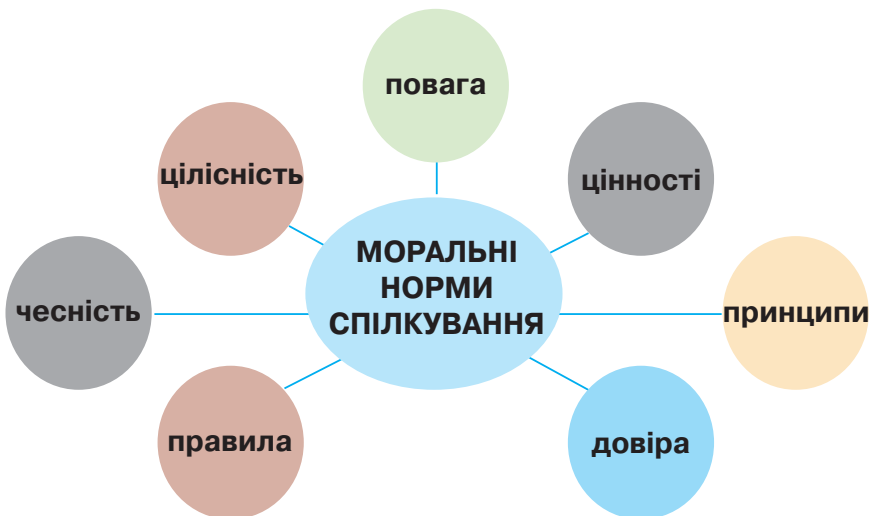 повага
цілісність
цінності
МОРАЛЬНІ
НОРМИ
СПІЛКУВАННЯ
чесність
принципи
правила
довіра